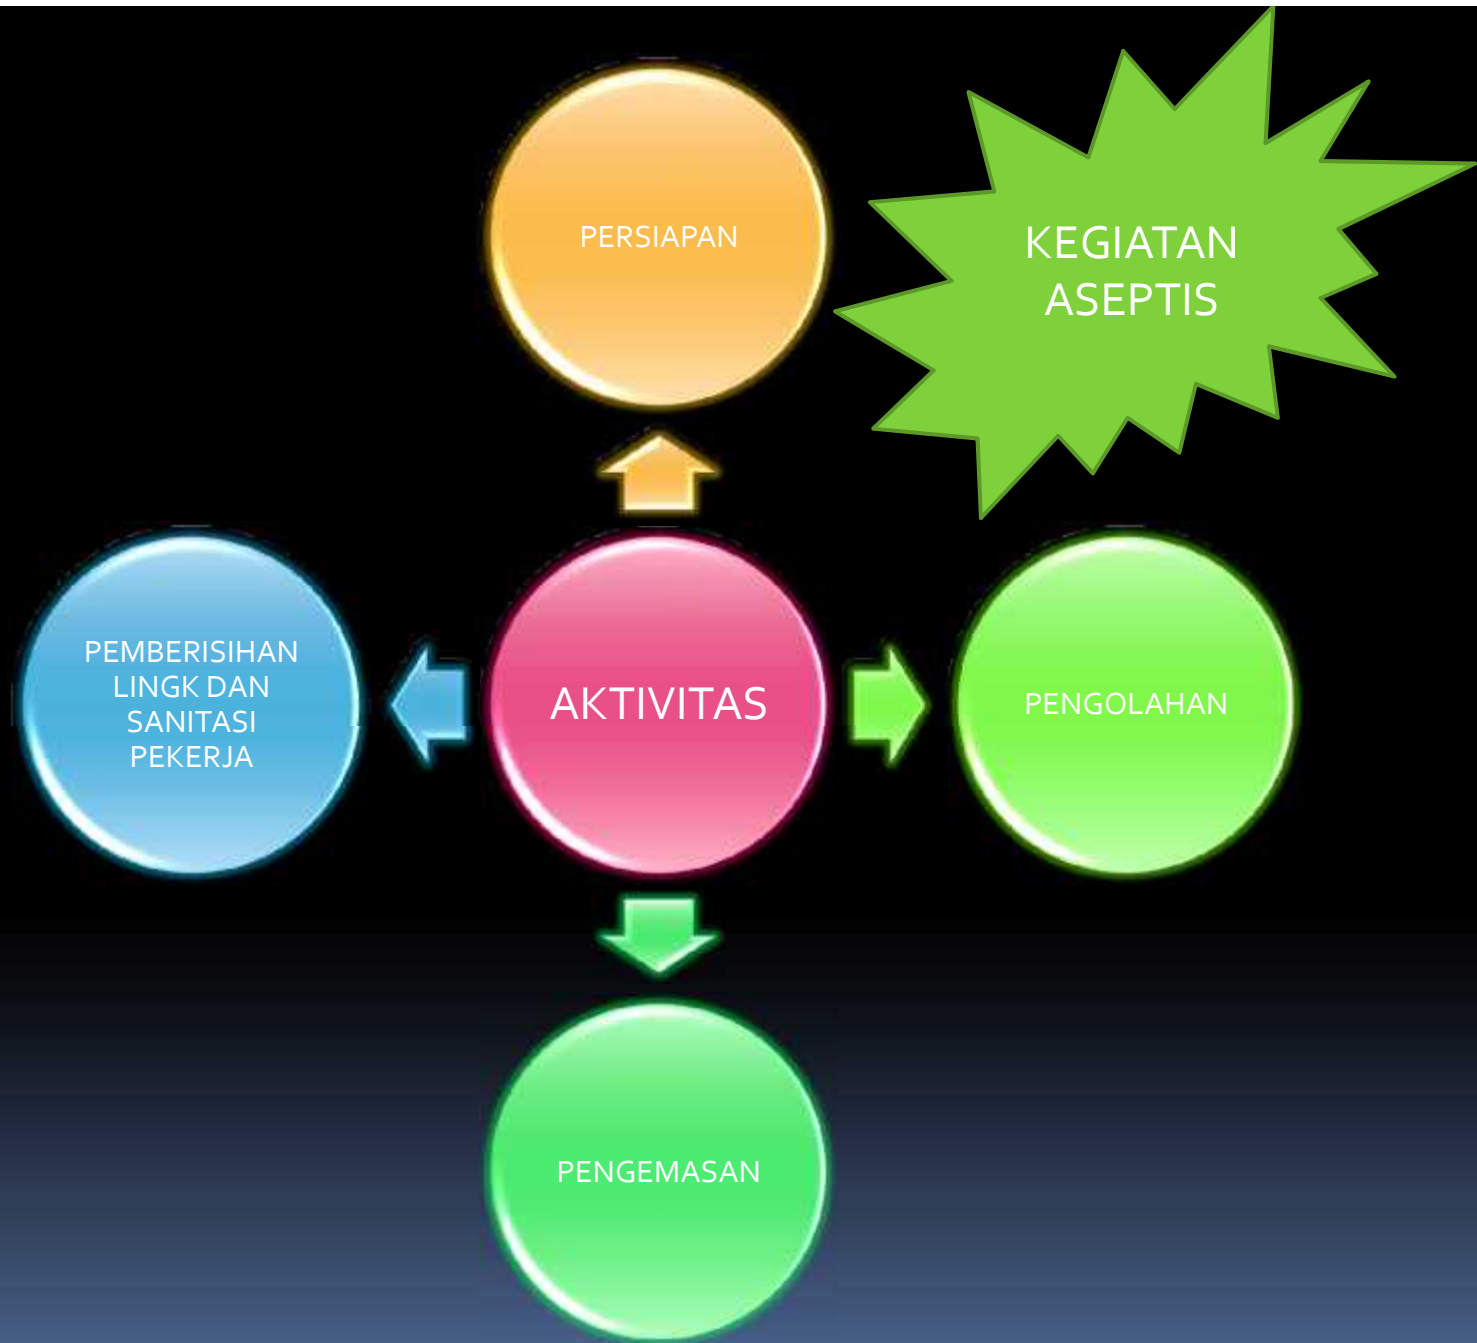 PERSIAPAN
KEGIATAN
ASEPTIS
PEMBERISIHAN
LINGK DAN
SANITASI
PEKERJA
AKTIVITAS
PENGOLAHAN
PENGEMASAN